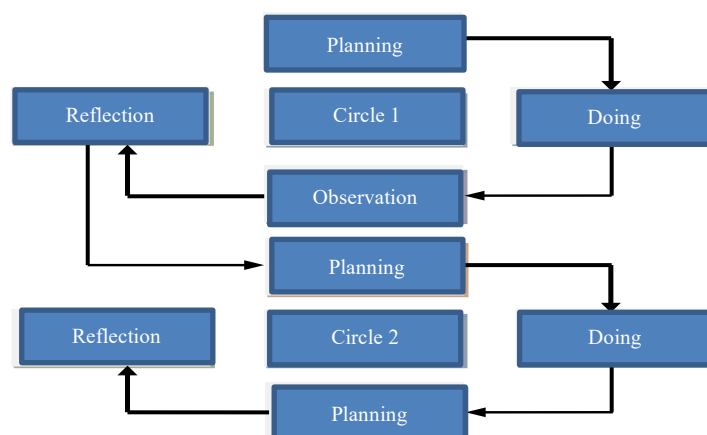 Planning
Reflection
Circle 1
Doing
Observation
Planning
Reflection
Circle 2
Doing
Planning